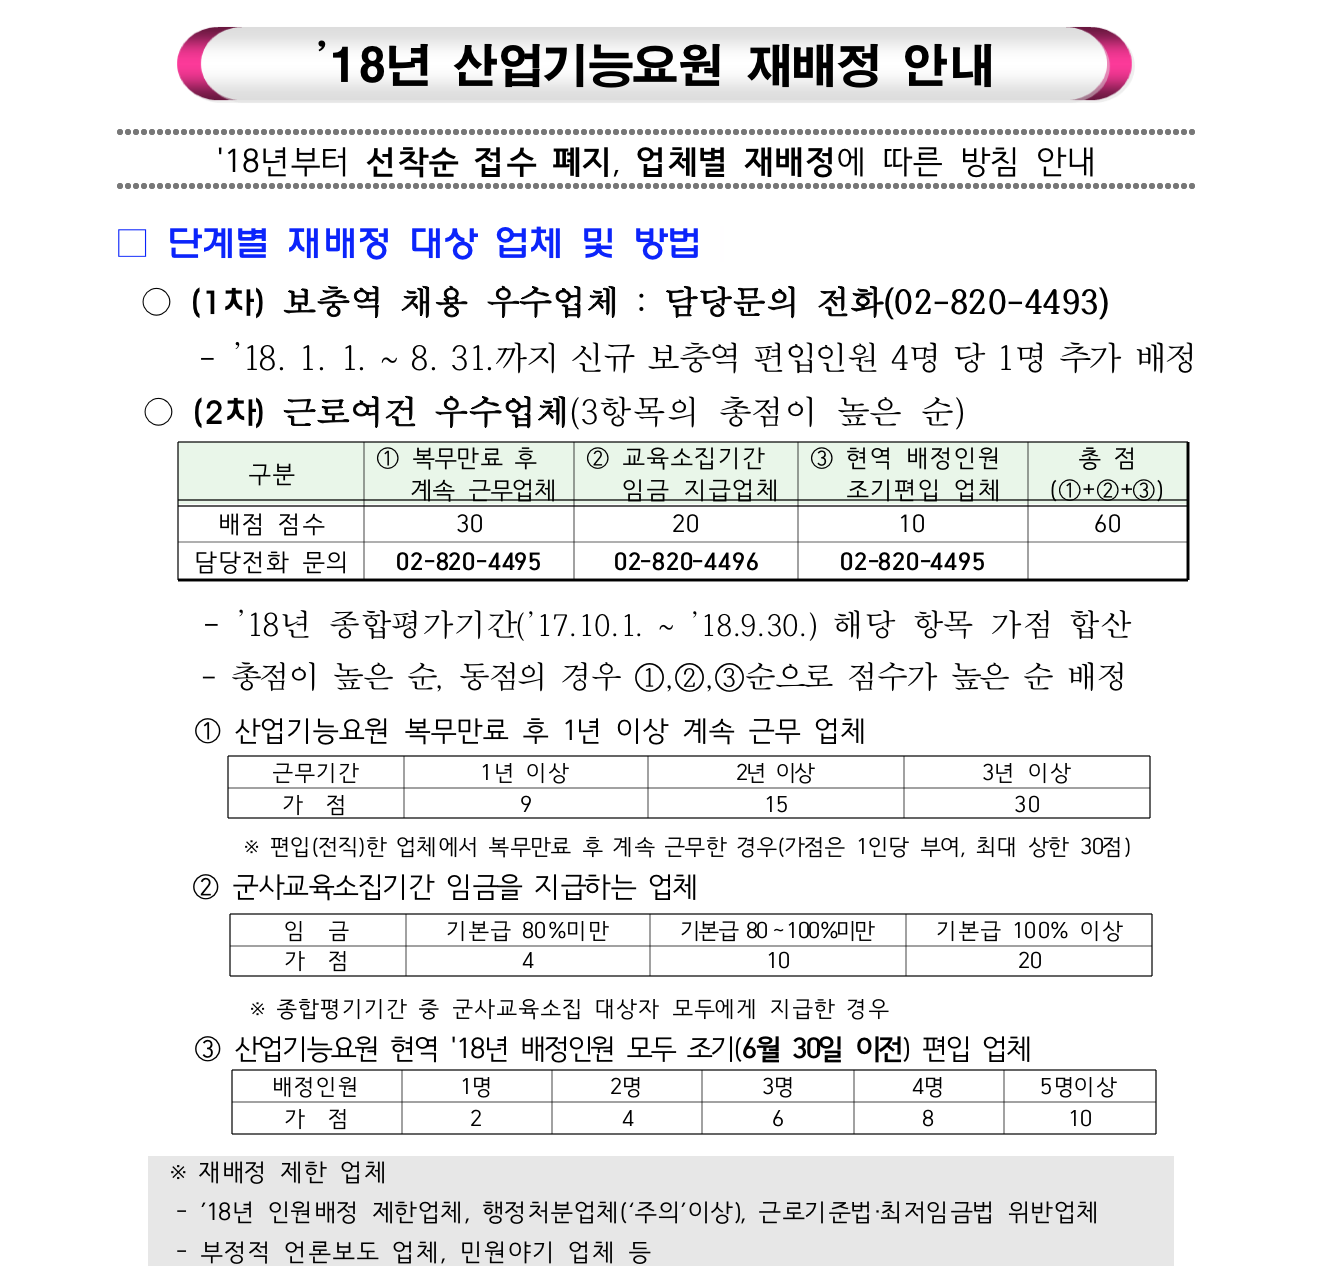 ’18년 산업기능요원 재배정 안내
'18년부터 선착순 접수 폐지, 업체별 재배정에 따른 방침 안내
□ 단계별 재배정 대상 업체 및 방법
○ (1차) 보충역 채용 우수업체 : 담당문의 전화(02-820-4493)
- ’18. 1. 1. ~ 8. 31.까지 신규 보충역 편입인원 4명 당 1명 추가 배정
○ (2차) 근로여건 우수업체(3항목의 총점이 높은 순)
구분 ① 복무만료 후 계속 근무업체 ② 교육소집기간 임금 지급업체 ③ 현역 배정인원 조기편입 업체 총 점 (①+②+③)
배점 점수 30 20 10 60
담당전화 문의 02-820-4495 02-820-4496 02-820-4495
- ’18년 종합평가기간(’17.10.1. ~ ’18.9.30.) 해당 항목 가점 합산
- 총점이 높은 순, 동점의 경우 ①,②,③순으로 점수가 높은 순 배정
① 산업기능요원 복무만료 후 1년 이상 계속 근무 업체
근무기간 1년 이상 2년 이상 3년 이상
가 점 9 15 30
※ 편입(전직)한 업체에서 복무만료 후 계속 근무한 경우(가점은 1인당 부여, 최대 상한 30점)
② 군사교육소집기간 임금을 지급하는 업체
임 금 기본급 80%미만 기본급 80~100%미만 기본급 100% 이상
가 점 4 10 20
※ 종합평기기간 중 군사교육소집 대상자 모두에게 지급한 경우
③ 산업기능요원 현역 '18년 배정인원 모두 조기(6월 30일 이전) 편입 업체
배정인원 1명 2명 3명 4명 5명이상
가 점 2 4 6 8 10
※ 재배정 제한 업체
- ’18년 인원배정 제한업체, 행정처분업체(‘주의’이상), 근로기준법·최저임금법 위반업체
- 부정적 언론보도 업체, 민원야기 업체 등